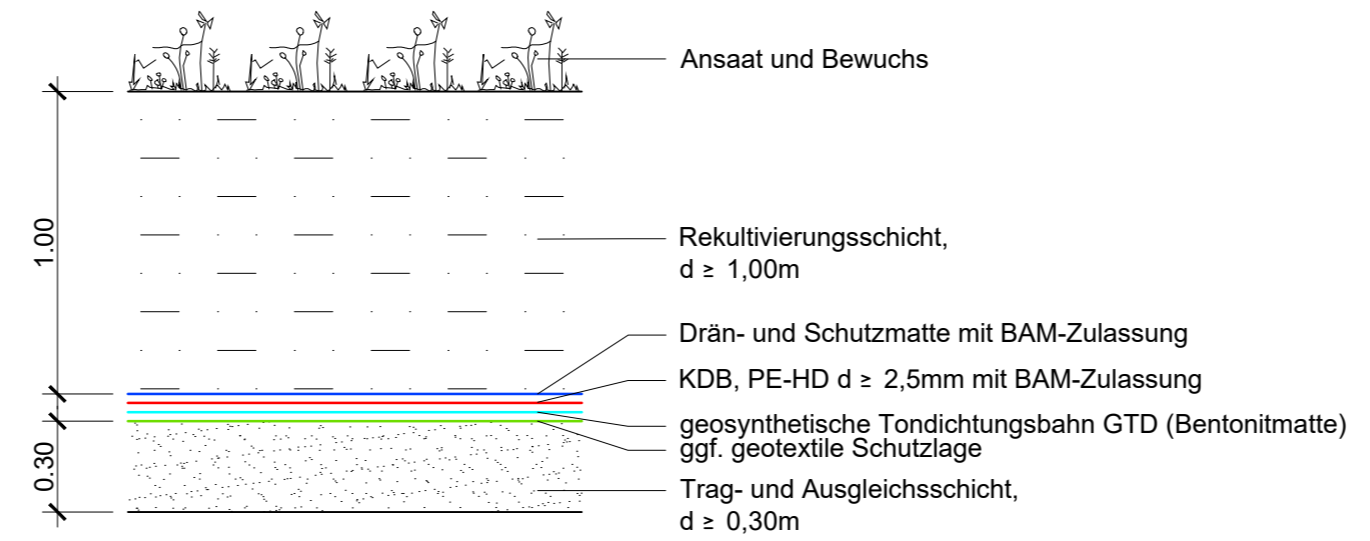 Ansaat und Bewuchs
1.00
Rekultivierungsschicht,
d ≥ 1,00m
Drän- und Schutzmatte mit BAM-Zulassung
KDB, PE-HD d ≥ 2,5mm mit BAM-Zulassung
geosynthetische Tondichtungsbahn GTD (Bentonitmatte)
ggf. geotextile Schutzlage
0.30
Trag- und Ausgleichsschicht,
d ≥ 0,30m